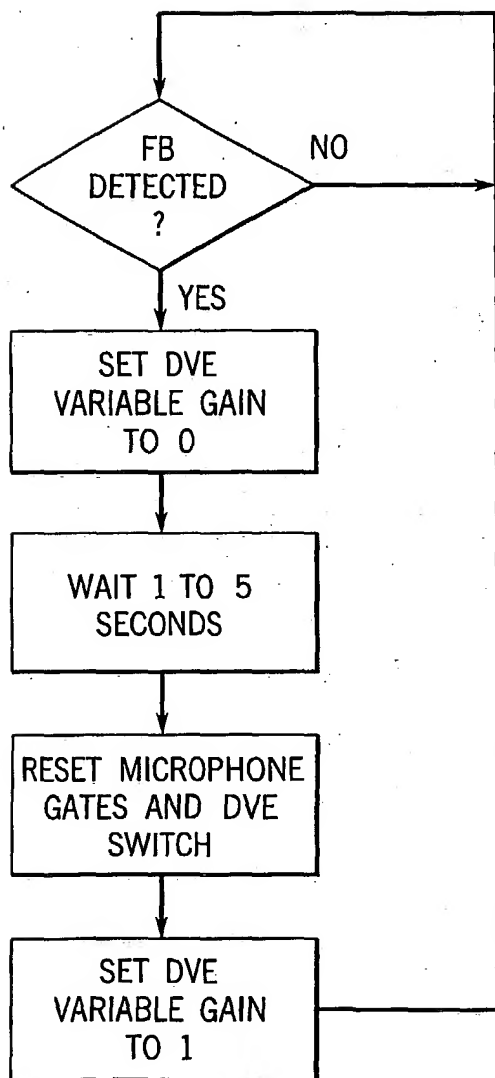 FB
DETECTED
?
NO
YES
SET DVE
VARIABLE GAIN
TO 0
WAIT 1 TO 5
SECONDS
RESET MICROPHONE
GATES AND DVE
SWITCH
SET DVE
VARIABLE GAIN
TO 1